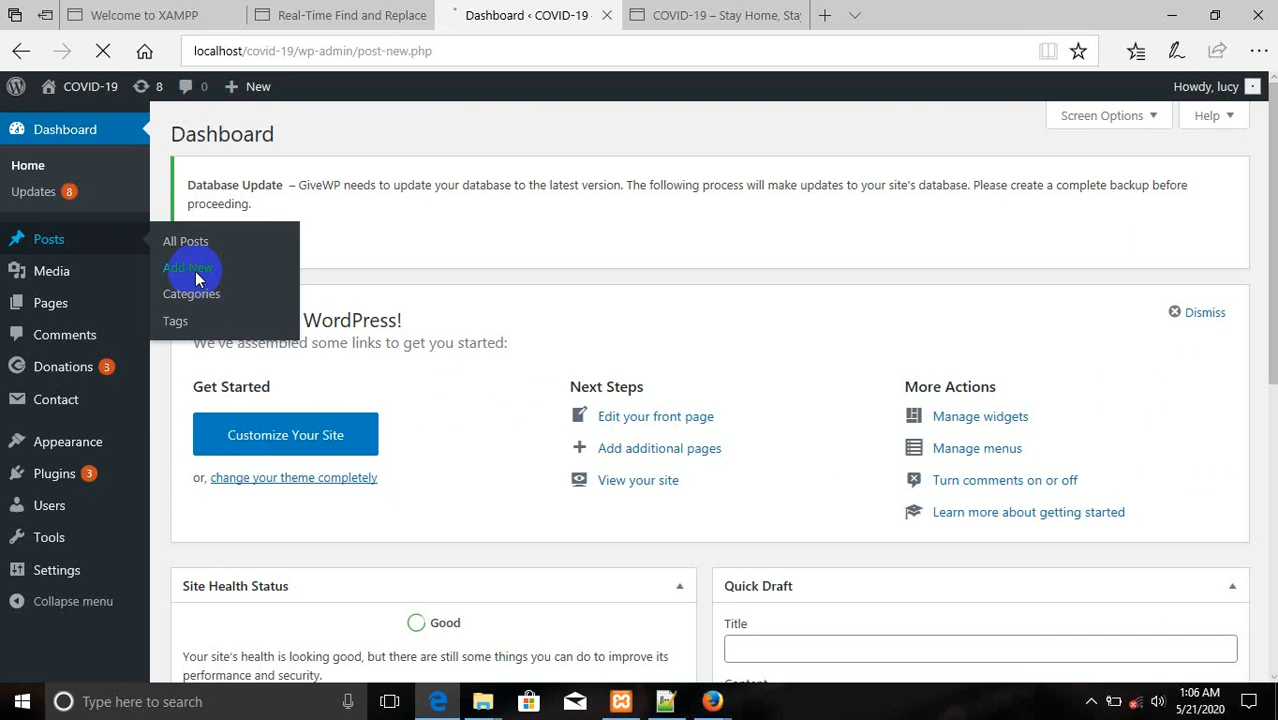 Welcome to XAMPP
Real-Time Find and Replace
Dashboard ‹ COVID-19
COVID-19 – Stay Home, Stay
localhost/covid-19/wp-admin/post-new.php
COVID-19
8
0
New
Howdy, lucy
Dashboard
Home
Updates 8
Posts
Media
Pages
Comments
Donations 3
Contact
Appearance
Plugins 3
Users
Tools
Settings
Collapse menu
All Posts
Add New
Categories
Tags
Screen Options
Help
Dashboard
Database Update – GiveWP needs to update your database to the latest version. The following process will make updates to your site's database. Please create a complete backup before
proceeding.
WordPress!
We've assembled some links to get you started:
Dismiss
Get Started
Customize Your Site
or, change your theme completely
Next Steps
Edit your front page
Add additional pages
View your site
More Actions
Manage widgets
Manage menus
Turn comments on or off
Learn more about getting started
Site Health Status
Good
Your site's health is looking good, but there are still some things you can do to improve its
performance and security.
Quick Draft
Title
Content
Type here to search
1:06 AM
5/21/2020